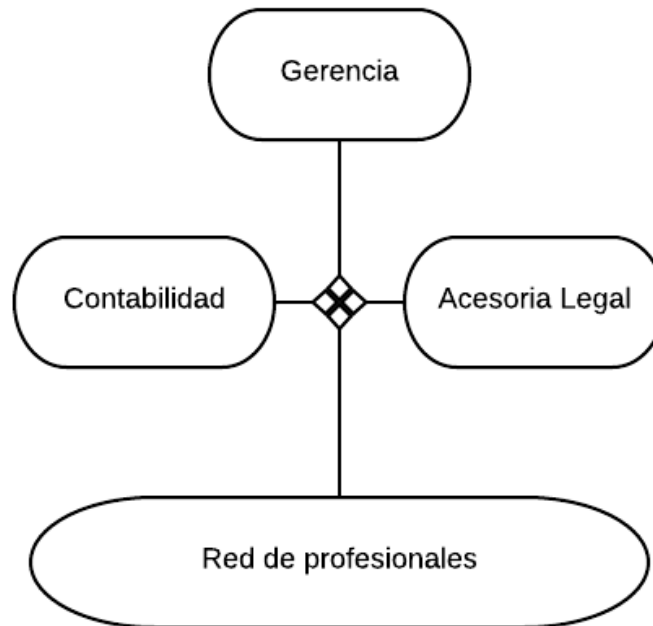 Gerencia
Contabilidad
Acesoria Legal
Red de profesionales